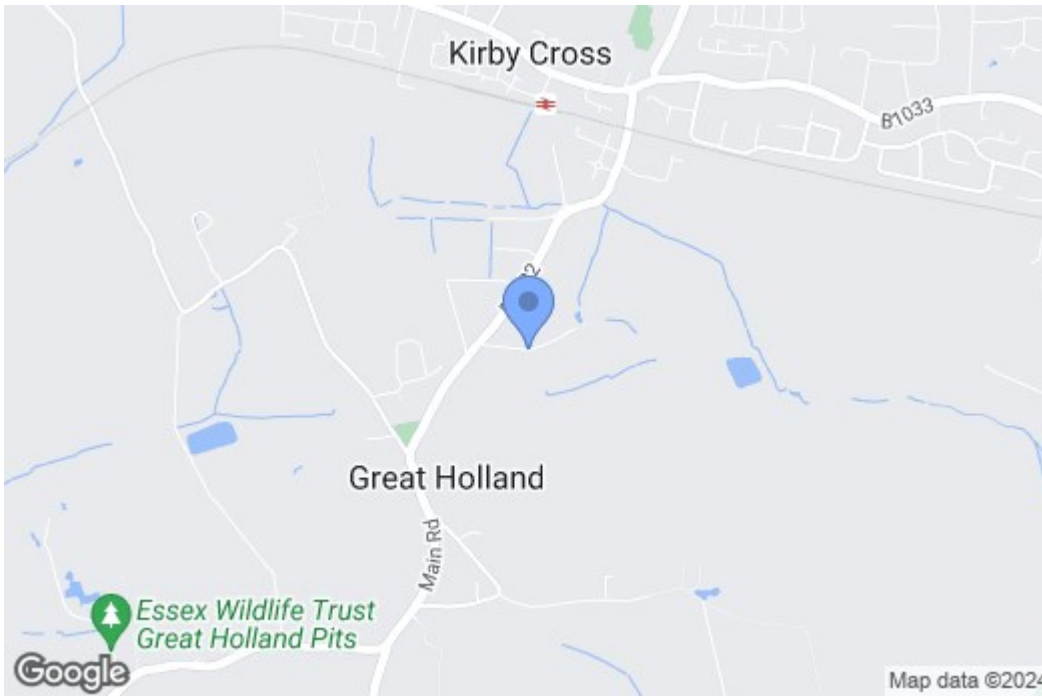 Kirby Cross
B1033
Great Holland
Main Rd
Essex Wildlife Trust
Great Holland Pits
Google
Map data ©2024